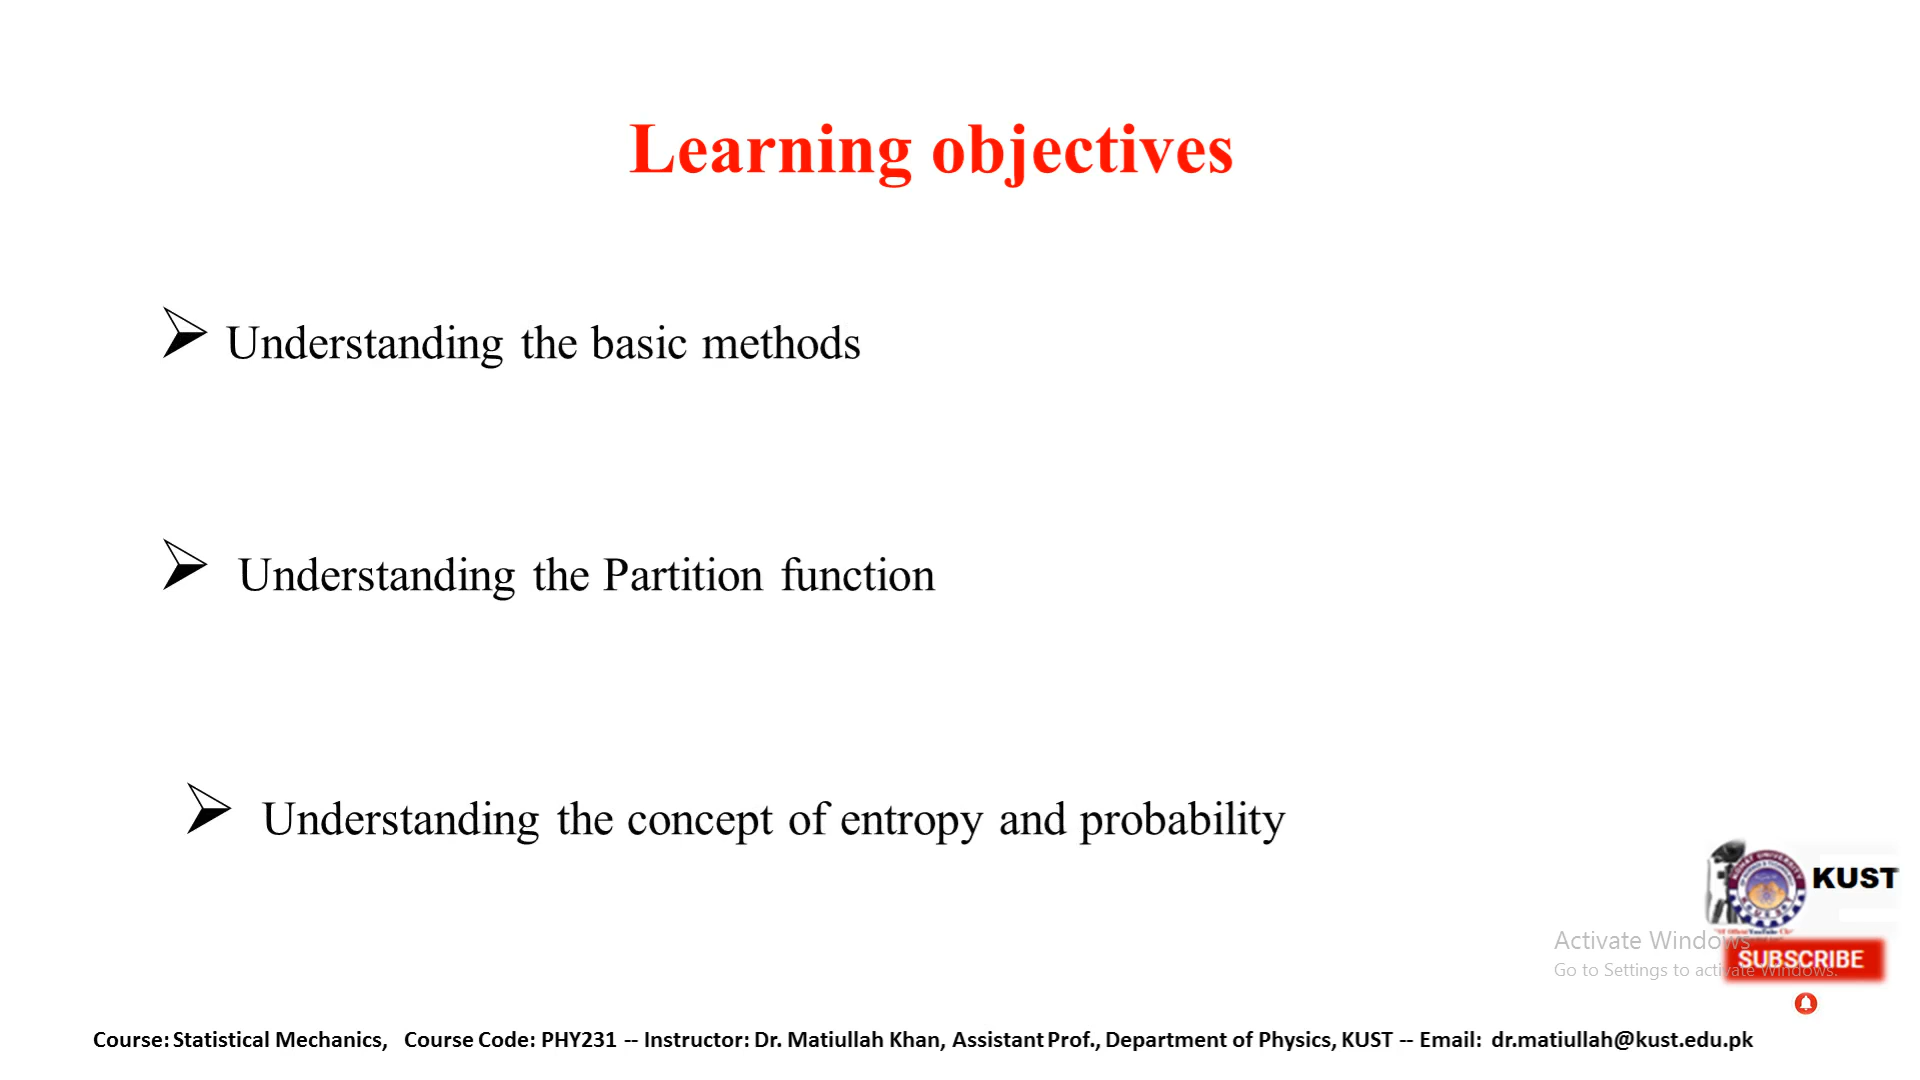 Learning objectives
Understanding the basic methods
Understanding the Partition function
Understanding the concept of entropy and probability
KUST
Activate Windows
SUBSCRIBE
Go to Settings to activate Windows.
Course: Statistical Mechanics, Course Code: PHY231 -- Instructor: Dr. Matiullah Khan, Assistant Prof., Department of Physics, KUST -- Email: dr.matiullah@kust.edu.pk